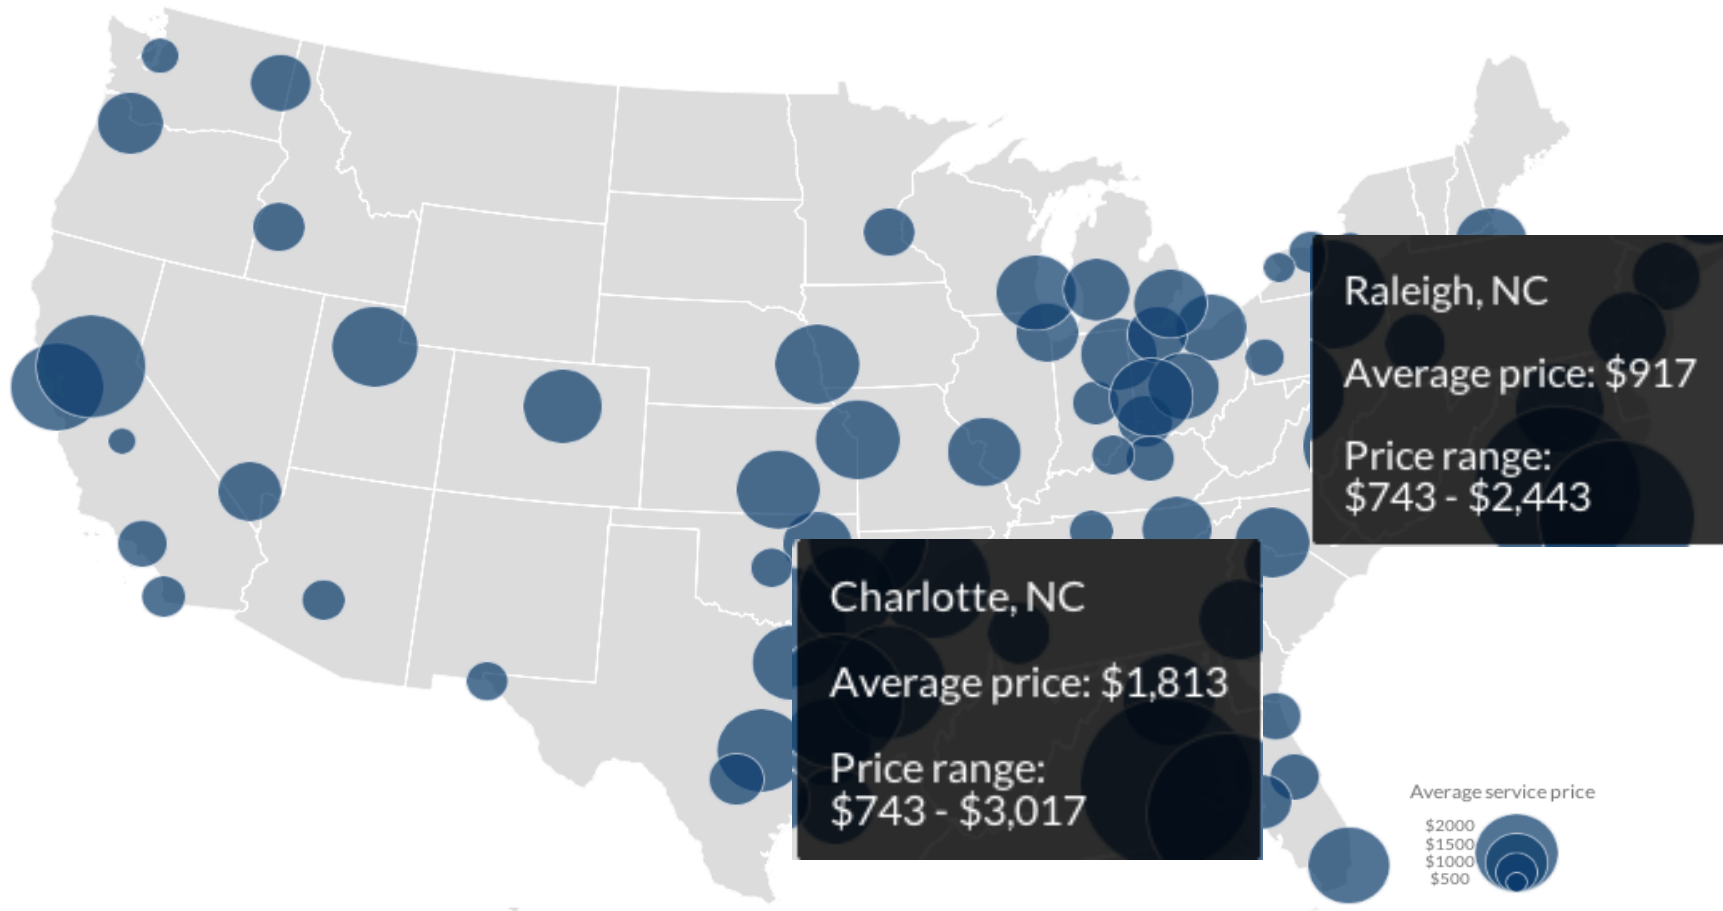 Raleigh, NC
Average price: $917
Price range:
$743 - $2,443
Charlotte, NC
Average price: $1,813
Price range:
$743 - $3,017
Average service price
$2000
$1500
$1000
$500